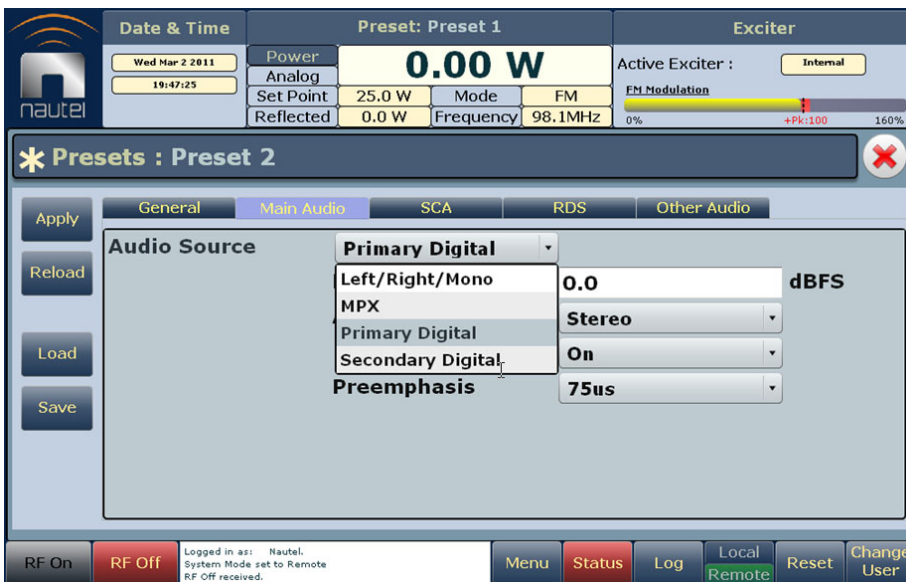 nautel
Date & Time
Wed Mar 2 2011
19:47:25
Preset: Preset 1
Power
Analog
0.00 W
Set Point
25.0 W
Mode
FM
Reflected
0.0 W
Frequency
98.1MHz
Exciter
Active Exciter :
Internal
FM Modulation
0%
+Pk:100
160%
Presets : Preset 2
Apply
Reload
Load
Save
General
Main Audio
SCA
RDS
Other Audio
Audio Source
Primary Digital
Left/Right/Mono
MPX
Primary Digital
Secondary Digital
0.0
dBFS
Stereo
On
Preemphasis
75us
RF On
RF Off
Logged in as: Nautel.
System Mode set to Remote
RF Off received.
Menu
Status
Log
Local
Remote
Reset
Change
User